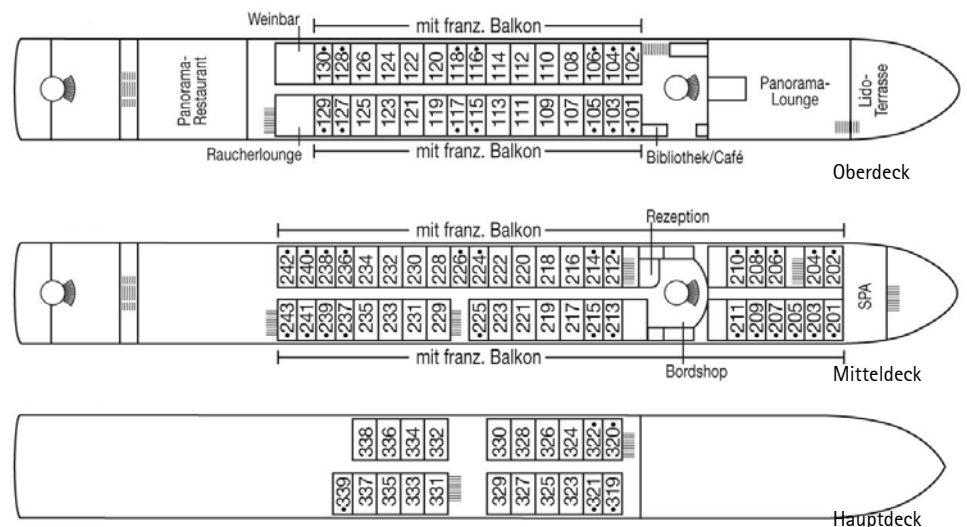 Weinbar
mit franz. Balkon
130• 128• 126 124 122 120 118• 116• 114 112 110 108 106• 104• 102•
Panorama-
Restaurant
Panorama-
Lounge
Lido-
Terrasse
•129 •127 125 123 121 119 •117 •115 113 111 109 107 •105 •103 •101
Raucherlounge
mit franz. Balkon
Bibliothek/Café
Oberdeck
Rezeption
mit franz. Balkon
242• 240• 238• 236• 234 232 230 228 226• 224• 222 220 218 216 214• 212• 210• 208• 206• 204• 202•
SPA
•243 •241 •239 •237 235 233 231 229 •225 223 221 219 217 •215 •213 •211 •209 •207 •205 •203 •201
mit franz. Balkon
Bordshop
Mitteldeck
338 336 334 332 330 328 326 324 322• 320•
•339 337 335 333 331 329 327 325 323 •321 •319
Hauptdeck